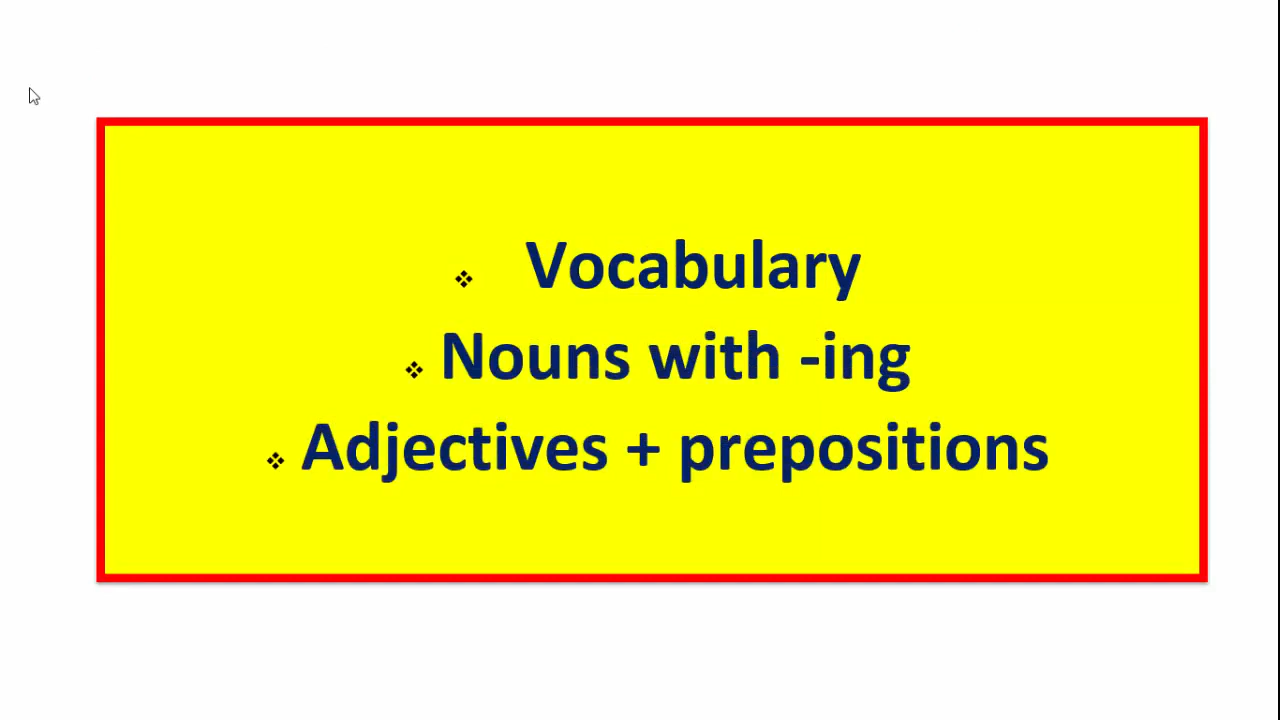 ❖ Vocabulary
❖ Nouns with -ing
❖ Adjectives + prepositions